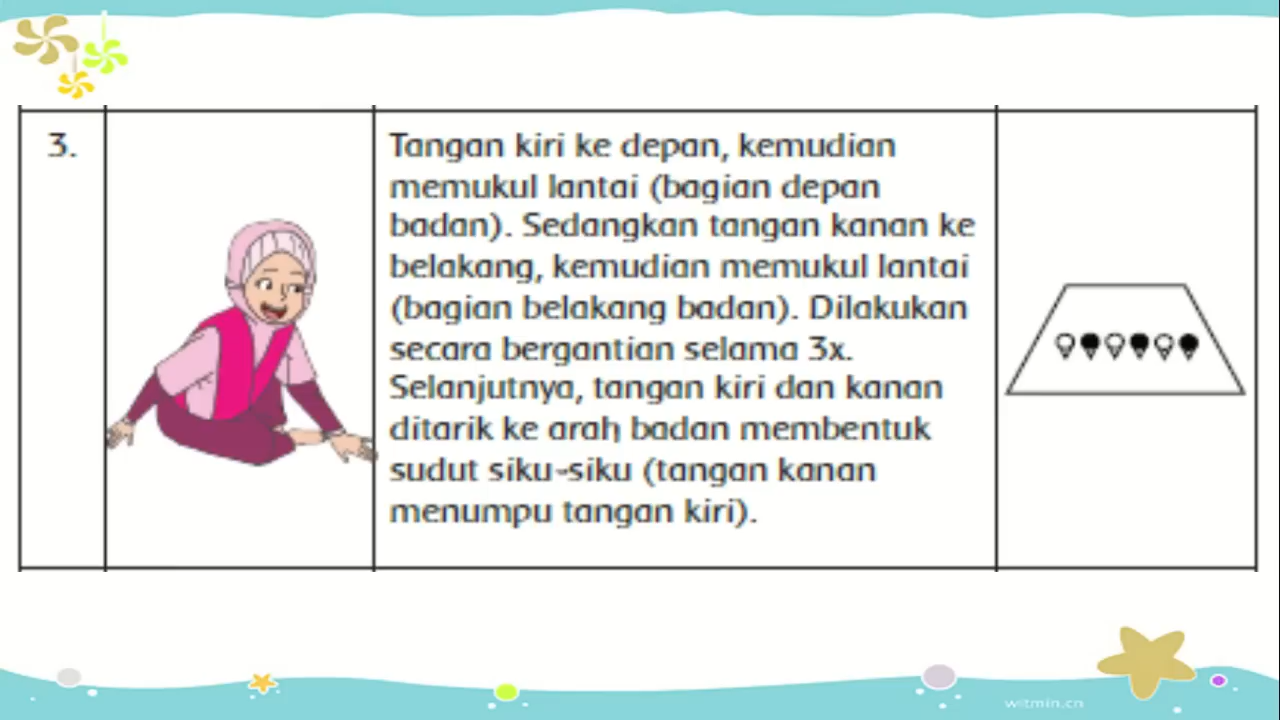 3.
Tangan kiri ke depan, kemudian
memukul lantai (bagian depan
badan). Sedangkan tangan kanan ke
belakang, kemudian memukul lantai
(bagian belakang badan). Dilakukan
secara bergantian selama 3x.
Selanjutnya, tangan kiri dan kanan
ditarik ke arah badan membentuk
sudut siku-siku (tangan kanan
menumpu tangan kiri).
witmin.cn